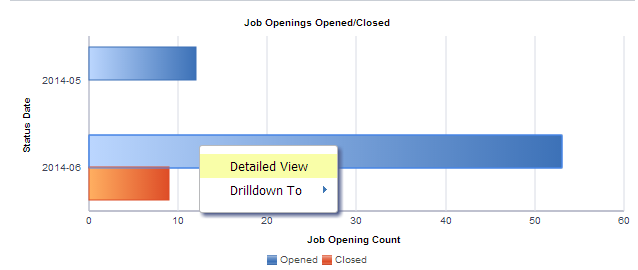 Job Openings Opened/Closed
Status Date
2014-05
2014-06
Detailed View
Drilldown To
0 10 20 30 40 50 60
Job Opening Count
Opened Closed